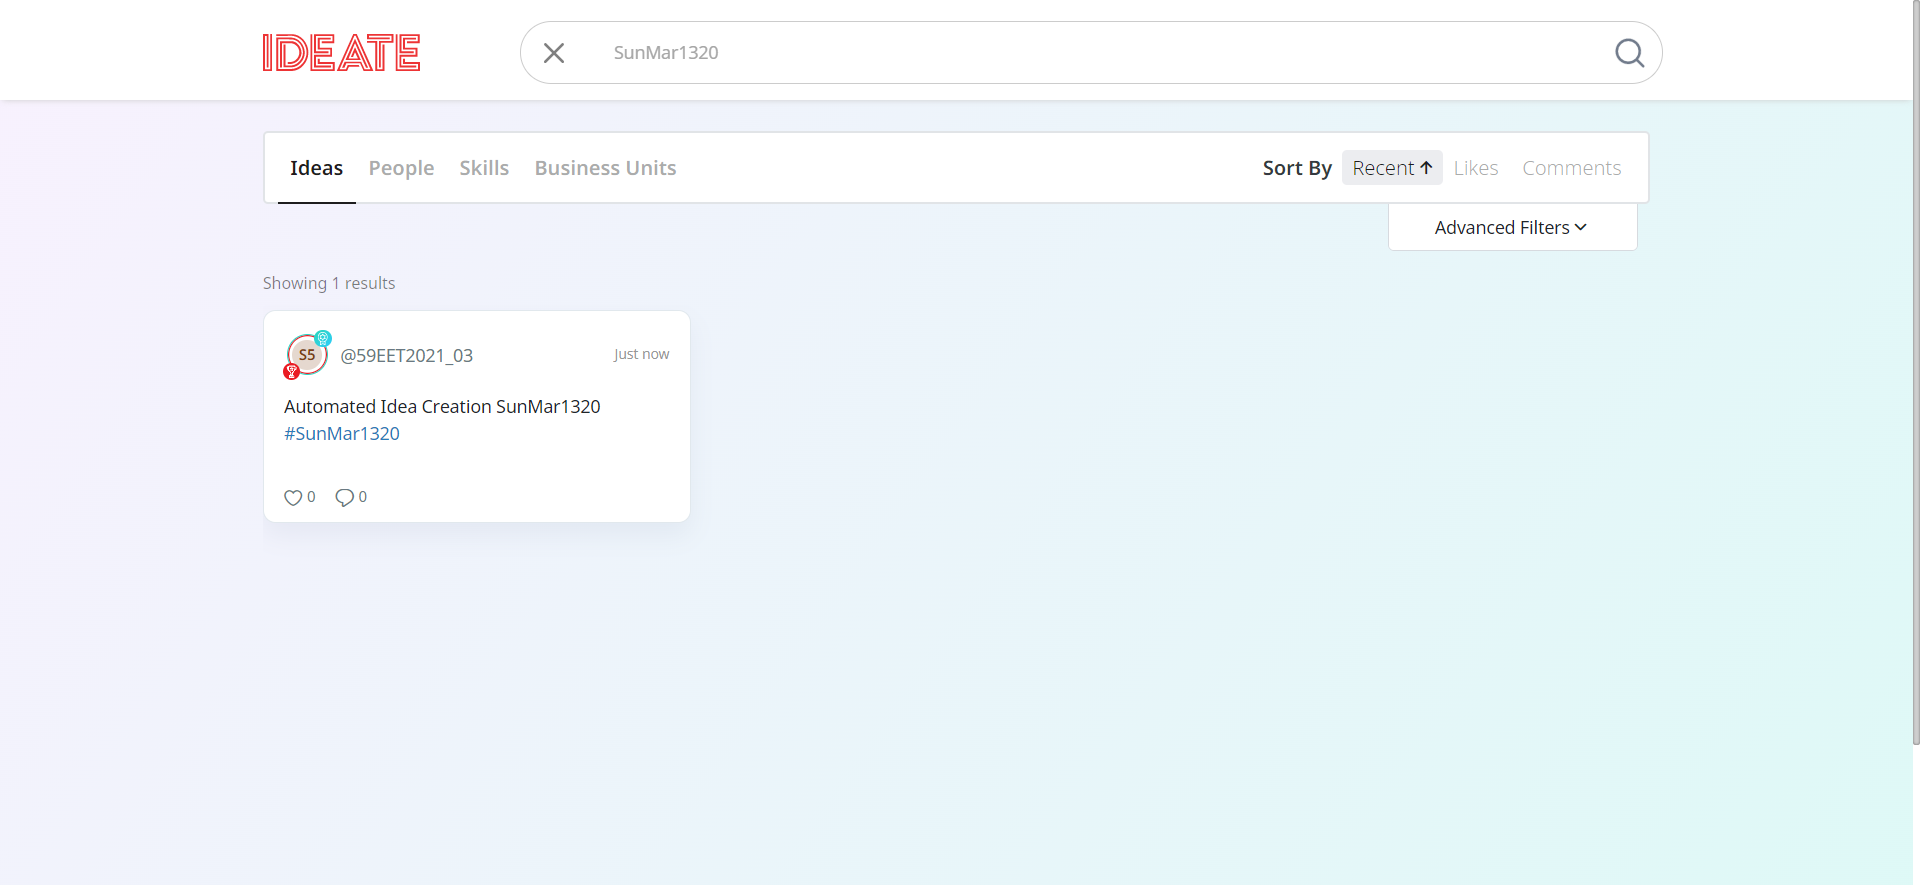 IDEATE
SunMar1320
Ideas People Skills Business Units
Sort By Recent Likes Comments
Advanced Filters
Showing 1 results
S5 @59EET2021_03 Just now
Automated Idea Creation SunMar1320
#SunMar1320
0 0